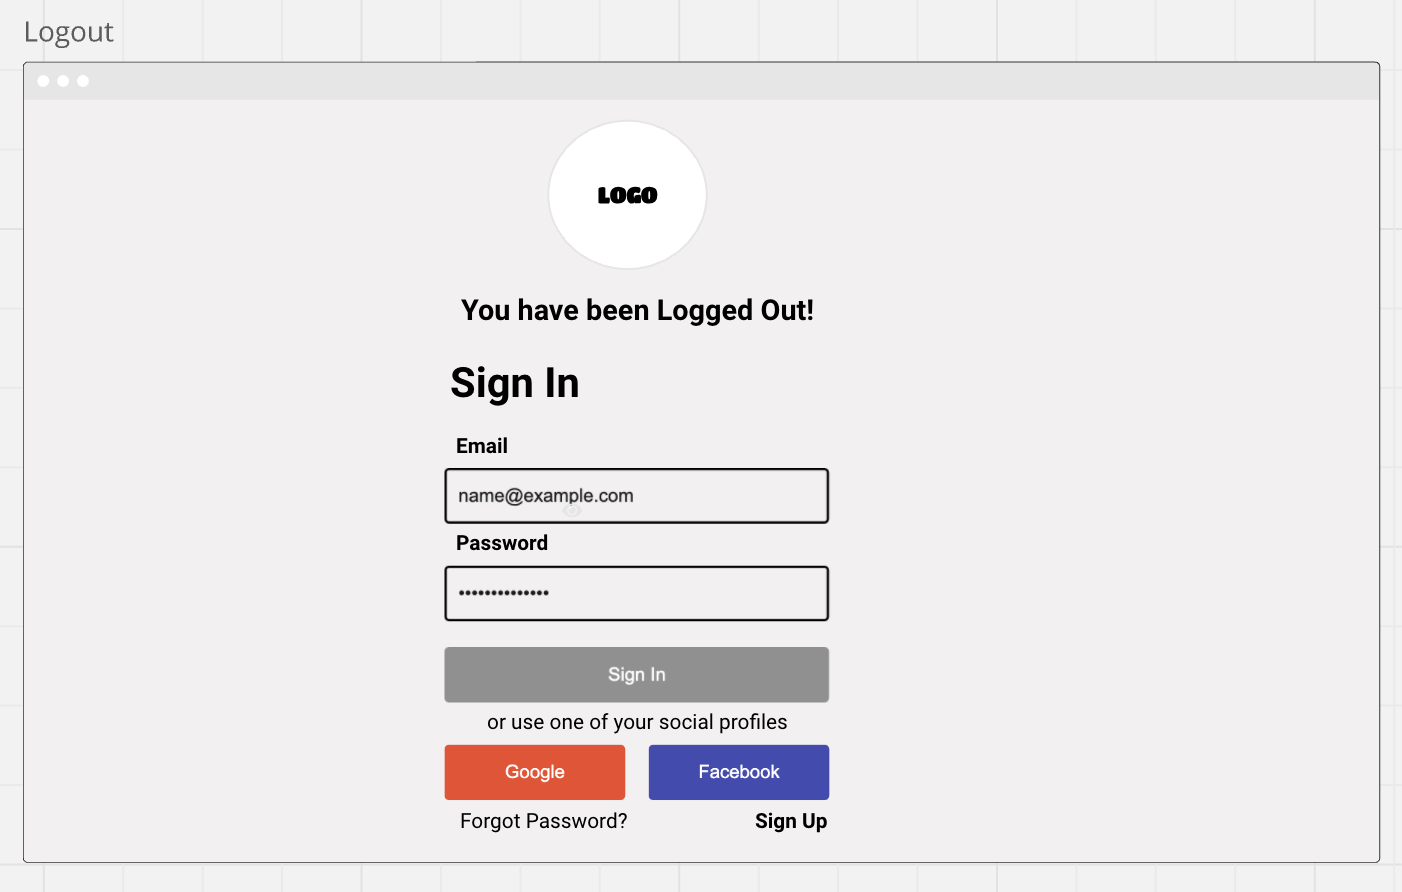 Logout
LOGO
You have been Logged Out!
Sign In
Email
name@example.com
Password
••••••••••••••
Sign In
or use one of your social profiles
Google Facebook
Forgot Password? Sign Up